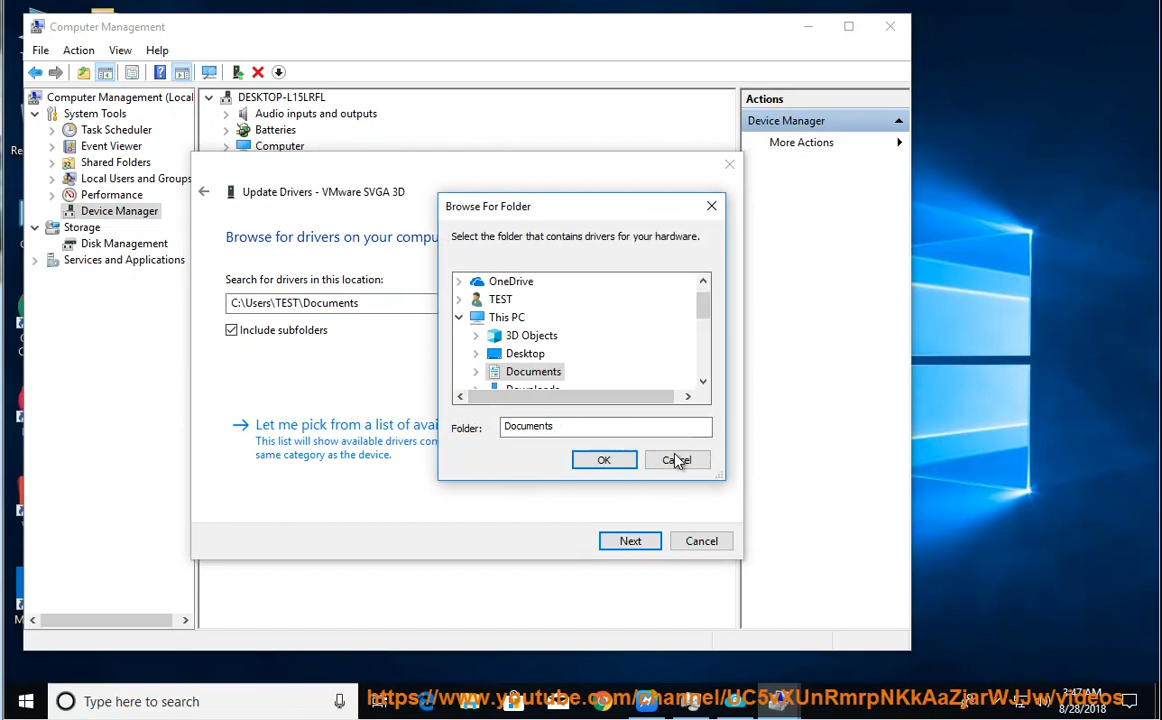 Computer Management
File Action View Help
Computer Management (Local
System Tools
Task Scheduler
Event Viewer
Shared Folders
Local Users and Groups
Performance
Device Manager
Storage
Disk Management
Services and Applications
DESKTOP-L15LRFL
Audio inputs and outputs
Batteries
Computer
Actions
Device Manager
More Actions
Update Drivers - VMware SVGA 3D
Browse for drivers on your compu
Search for drivers in this location:
C:\Users\TEST\Documents
Include subfolders
Let me pick from a list of avai
This list will show available drivers com
same category as the device.
Next Cancel
Browse For Folder
Select the folder that contains drivers for your hardware.
OneDrive
TEST
This PC
3D Objects
Desktop
Documents
Downloads
Folder: Documents
OK Cancel
Type here to search
3:47 AM
8/28/2018